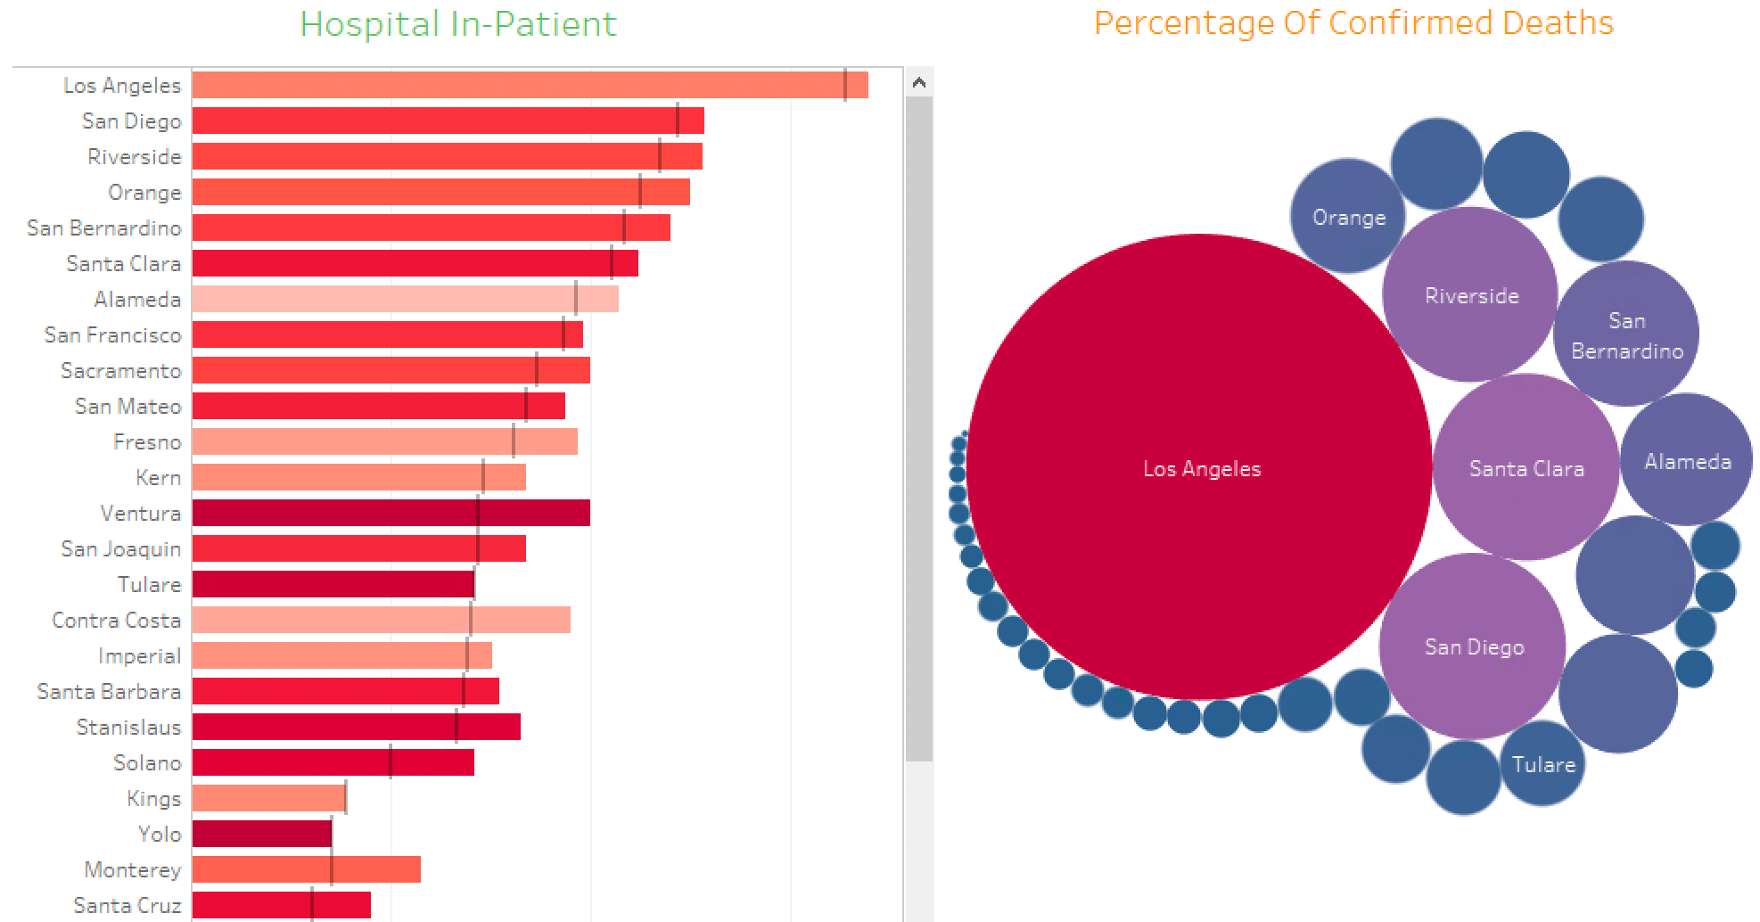 Hospital In-Patient
Los Angeles
San Diego
Riverside
Orange
San Bernardino
Santa Clara
Alameda
San Francisco
Sacramento
San Mateo
Fresno
Kern
Ventura
San Joaquin
Tulare
Contra Costa
Imperial
Santa Barbara
Stanislaus
Solano
Kings
Yolo
Monterey
Santa Cruz
Percentage Of Confirmed Deaths
Orange
Riverside
San
Bernardino
Los Angeles
Santa Clara
Alameda
San Diego
Tulare